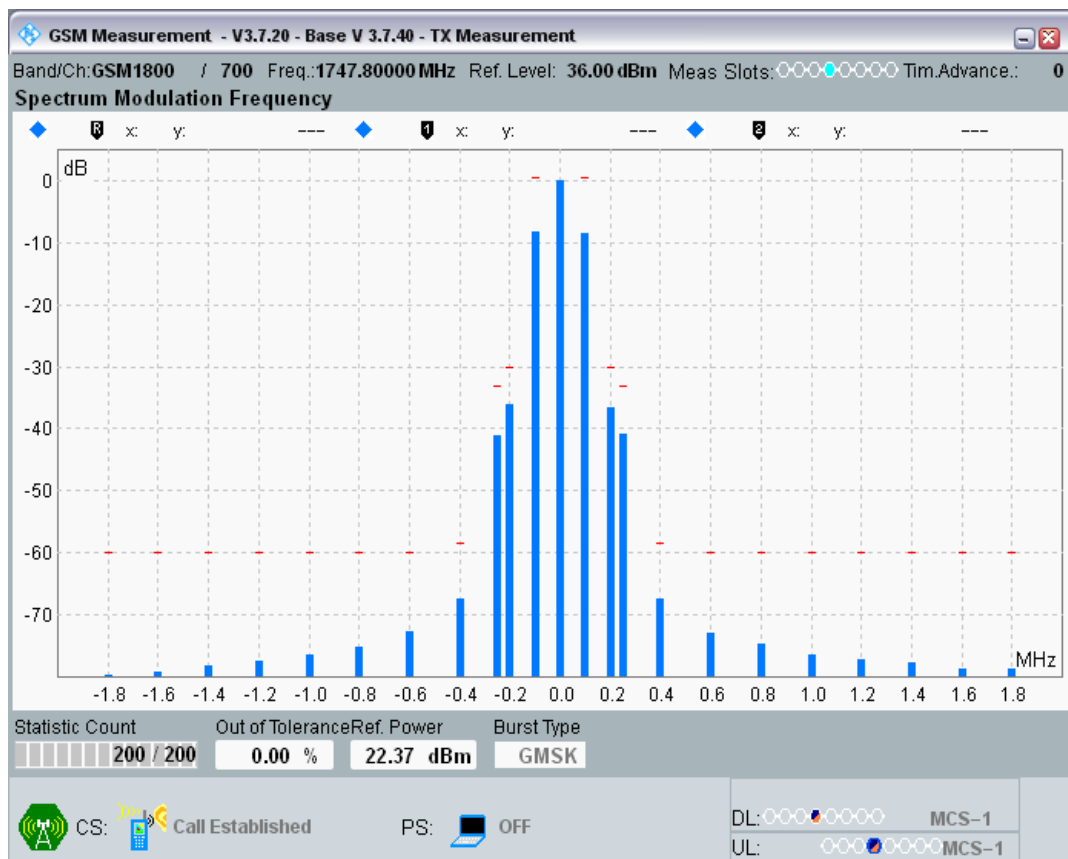 GSM Measurement - V3.7.20 - Base V 3.7.40 - TX Measurement
Band/Ch:GSM1800 / 700 Freq.:1747.80000 MHz Ref. Level: 36.00 dBm Meas Slots: Tim.Advance.: 0
Spectrum Modulation Frequency
R x: y: --- 1 x: y: --- 2 x: y: ---
dB
0
-10
-20
-30
-40
-50
-60
-70
MHz
-1.8 -1.6 -1.4 -1.2 -1.0 -0.8 -0.6 -0.4 -0.2 0.0 0.2 0.4 0.6 0.8 1.0 1.2 1.4 1.6 1.8
Statistic Count Out of Tolerance Ref. Power Burst Type
200 / 200 0.00 % 22.37 dBm GMSK
CS: Call Established PS: OFF
DL: MCS-1
UL: MCS-1